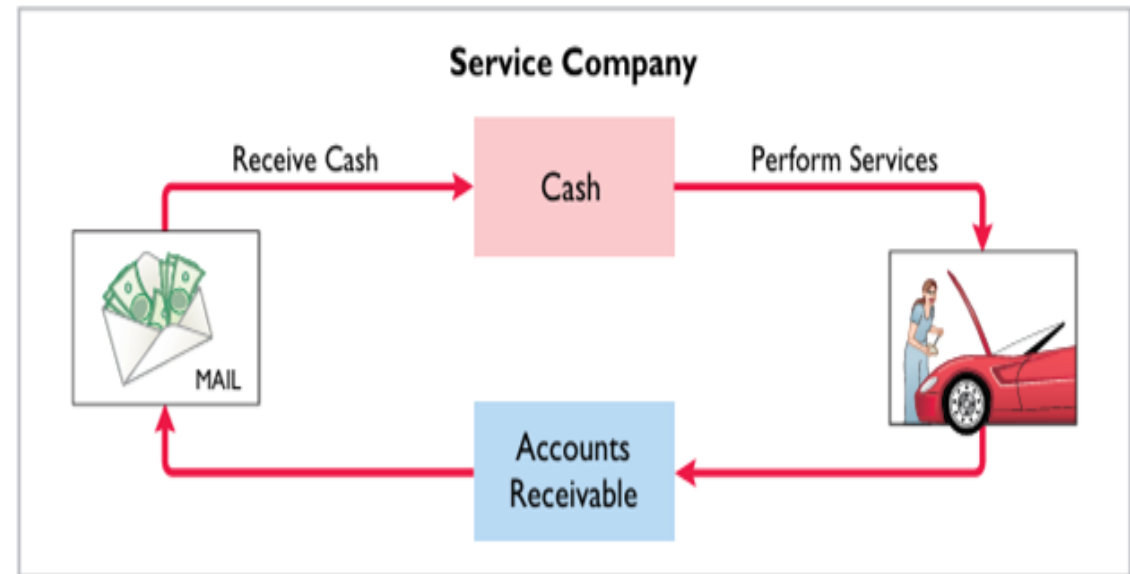 Service Company
Receive Cash
Cash
Perform Services
MAIL
Accounts
Receivable